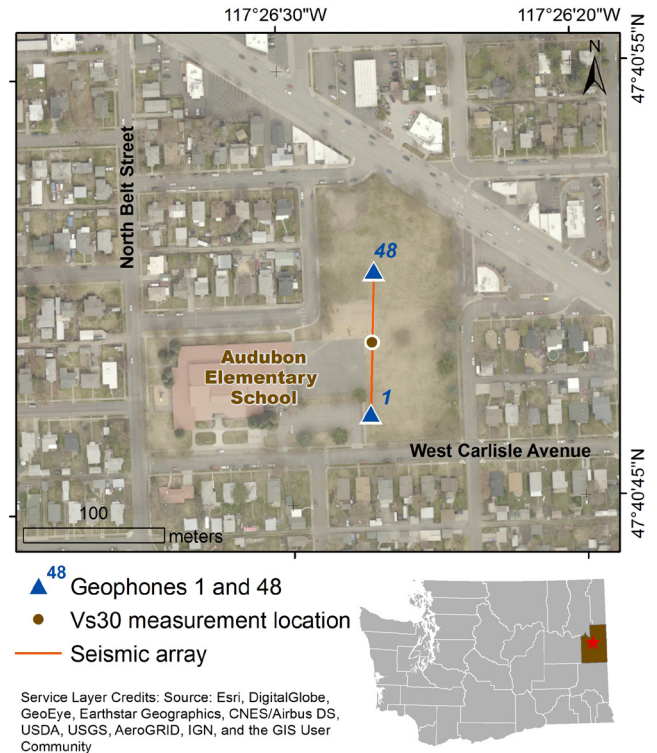 117°26'30"W
117°26'20"W
47°40'55"N
N
North Belt Street
48
Audubon
Elementary
School
1
West Carlisle Avenue
47°40'45"N
100
meters
48
Geophones 1 and 48
Vs30 measurement location
Seismic array
Service Layer Credits: Source: Esri, DigitalGlobe,
GeoEye, Earthstar Geographics, CNES/Airbus DS,
USDA, USGS, AeroGRID, IGN, and the GIS User
Community